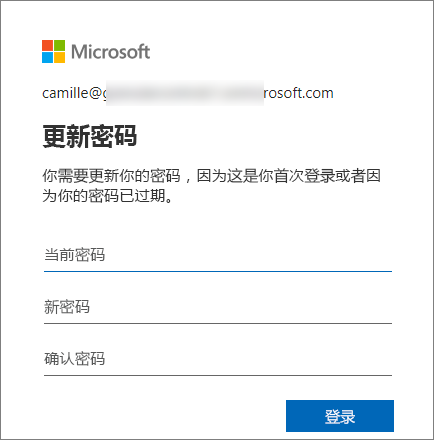 Microsoft
camille@g rosoft.com
更新密码
你需要更新你的密码，因为这是你首次登录或者因
为你的密码已过期。
当前密码
新密码
确认密码
登录